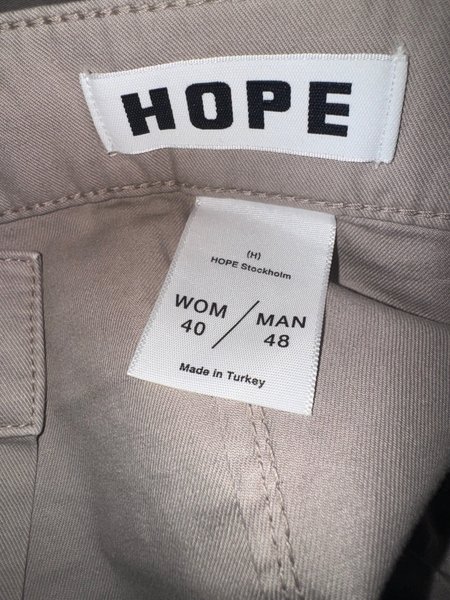 HOPE
(H)
HOPE Stockholm
WOM / MAN
40 48
Made in Turkey